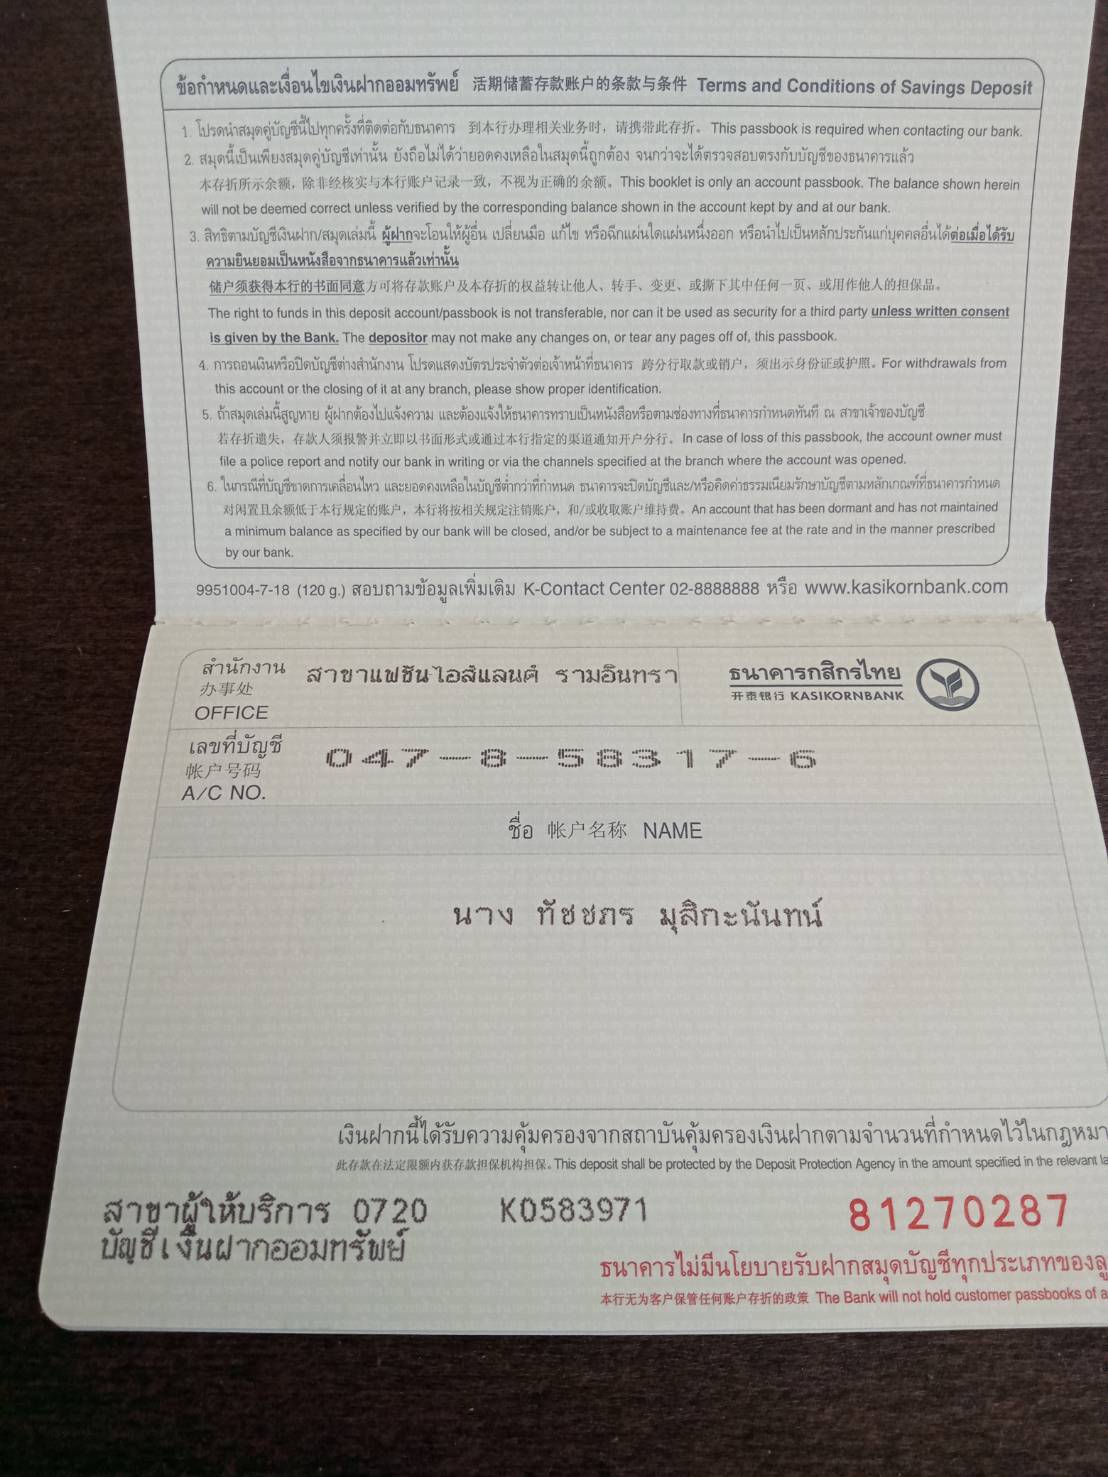 ข้อกำหนดและเงื่อนไขเงินฝากออมทรัพย์ 活期储蓄存款账户的条款与条件 Terms and Conditions of Savings Deposit
1. โปรดนำสมุดคู่บัญชีนี้ไปทุกครั้งที่ติดต่อกับธนาคาร 到本行办理相关业务时，请携带此存折。This passbook is required when contacting our bank.
2. สมุดนี้เป็นเพียงสมุดคู่บัญชีเท่านั้น ยังถือไม่ได้ว่ายอดคงเหลือในสมุดนี้ถูกต้อง จนกว่าจะได้ตรวจสอบตรงกับบัญชีของธนาคารแล้ว
本存折所示余额，除非经核实与本行账户记录一致，不视为正确的余额。This booklet is only an account passbook. The balance shown herein
will not be deemed correct unless verified by the corresponding balance shown in the account kept by and at our bank.
3. สิทธิตามบัญชีเงินฝาก/สมุดเล่มนี้ ผู้ฝากจะโอนให้ผู้อื่น เปลี่ยนมือ แก้ไข หรือฉีกแผ่นใดแผ่นหนึ่งออก หรือนำไปเป็นหลักประกันแก่บุคคลอื่นได้ต่อเมื่อได้รับ
ความยินยอมเป็นหนังสือจากธนาคารแล้วเท่านั้น
储户须获得本行的书面同意方可将存款账户及本存折的权益转让他人、转手、变更、或撕下其中任何一页、或用作他人的担保品。
The right to funds in this deposit account/passbook is not transferable, nor can it be used as security for a third party unless written consent
is given by the Bank. The depositor may not make any changes on, or tear any pages off of, this passbook.
4. การถอนเงินหรือปิดบัญชีต่างสำนักงาน โปรดแสดงบัตรประจำตัวต่อเจ้าหน้าที่ธนาคาร 跨分行取款或销户，须出示身份证或护照。For withdrawals from
this account or the closing of it at any branch, please show proper identification.
5. ถ้าสมุดเล่มนี้สูญหาย ผู้ฝากต้องไปแจ้งความ และต้องแจ้งให้ธนาคารทราบเป็นหนังสือหรือตามช่องทางที่ธนาคารกำหนดทันที ณ สาขาเจ้าของบัญชี
若存折遗失，存款人须报警并立即以书面形式或通过本行指定的渠道通知开户分行。In case of loss of this passbook, the account owner must
file a police report and notify our bank in writing or via the channels specified at the branch where the account was opened.
6. ในกรณีที่บัญชีขาดการเคลื่อนไหว และยอดคงเหลือในบัญชีต่ำกว่าที่กำหนด ธนาคารจะปิดบัญชีและ/หรือคิดค่าธรรมเนียมรักษาบัญชีตามหลักเกณฑ์ที่ธนาคารกำหนด
对闲置且余额低于本行规定的账户，本行将按相关规定注销账户，和/或收取账户维持费。An account that has been dormant and has not maintained
a minimum balance as specified by our bank will be closed, and/or be subject to a maintenance fee at the rate and in the manner prescribed
by our bank.
9951004-7-18 (120 g.) สอบถามข้อมูลเพิ่มเติม K-Contact Center 02-8888888 หรือ www.kasikornbank.com
สำนักงาน สาขาแฟชั่นไอส์แลนด์ รามอินทรา ธนาคารกสิกรไทย
办事处 开泰银行 KASIKORNBANK
OFFICE
เลขที่บัญชี 047-8-58317-6
帐户号码
A/C NO.
ชื่อ 帐户名称 NAME
นาง ทัชชภร มุสิกะนันทน์
เงินฝากนี้ได้รับความคุ้มครองจากสถาบันคุ้มครองเงินฝากตามจำนวนที่กำหนดไว้ในกฎหมา
此存款在法定限额内获存款担保机构担保。This deposit shall be protected by the Deposit Protection Agency in the amount specified in the relevant la
สาขาผู้ให้บริการ 0720 K0583971 81270287
บัญชีเงินฝากออมทรัพย์
ธนาคารไม่มีนโยบายรับฝากสมุดบัญชีทุกประเภทของลู
本行无为客户保管任何账户存折的政策 The Bank will not hold customer passbooks of a